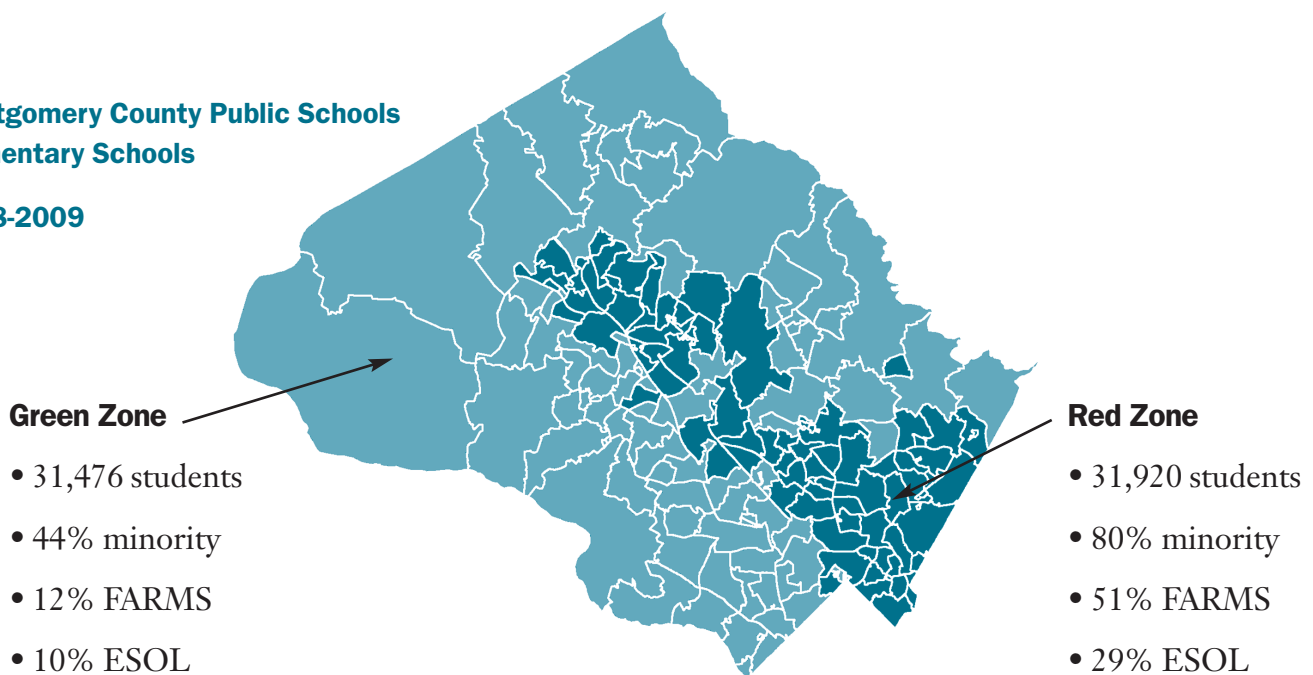 tgomery County Public Schools
entary Schools
-2009
Green Zone
• 31,476 students
• 44% minority
• 12% FARMS
• 10% ESOL
Red Zone
• 31,920 students
• 80% minority
• 51% FARMS
• 29% ESOL